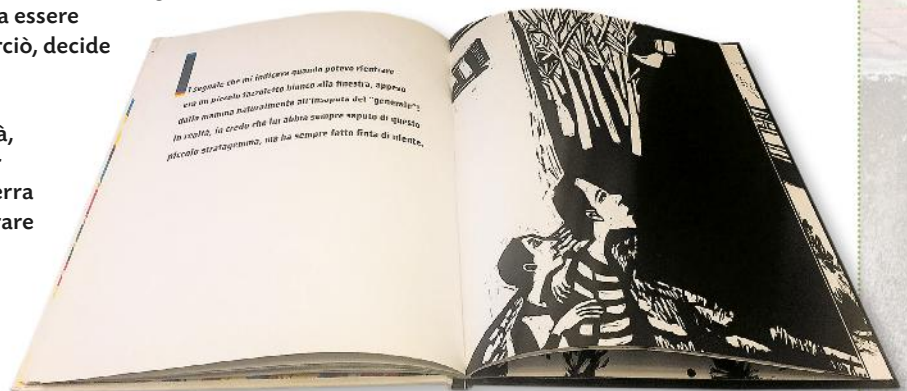 a essere
rciò, decide
à,
erra
rare
Il segnale che mi indicava quando potevo rientrare
era un piccolo fazzoletto bianco alla finestra, appeso
dalla mamma naturalmente all'insaputa del "generale";
in realtà, io credo che lui abbia sempre saputo di questo
piccolo stratagemma, ma ha sempre fatto finta di niente.